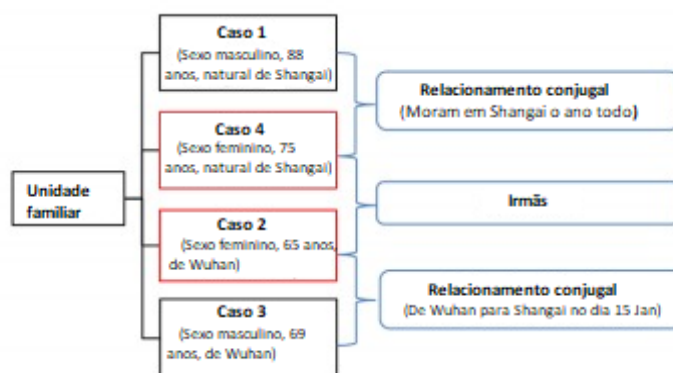 Caso 1
(Sexo masculino, 88
anos, natural de Shangai)
Relacionamento conjugal
(Moram em Shangai o ano todo)
Caso 4
(Sexo feminino, 75
anos, natural de Shangai)
Unidade
familiar
Irmãs
Caso 2
(Sexo feminino, 65 anos,
de Wuhan)
Relacionamento conjugal
(De Wuhan para Shangai no dia 15 Jan)
Caso 3
(Sexo masculino, 69
anos, de Wuhan)